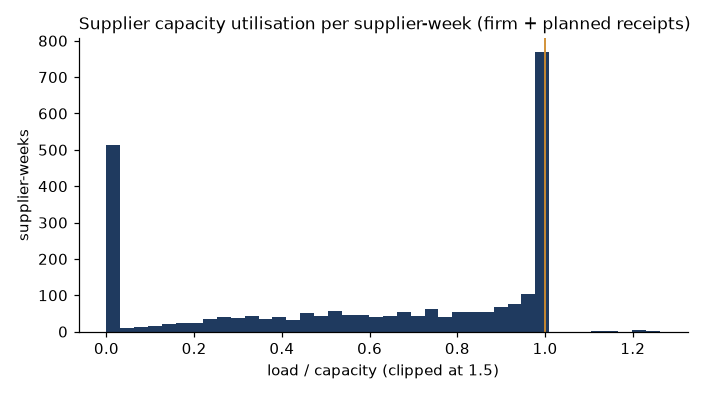 Supplier capacity utilisation per supplier-week (firm + planned receipts)
800
700
600
500
400
300
200
100
0
supplier-weeks
0.0 0.2 0.4 0.6 0.8 1.0 1.2
load / capacity (clipped at 1.5)